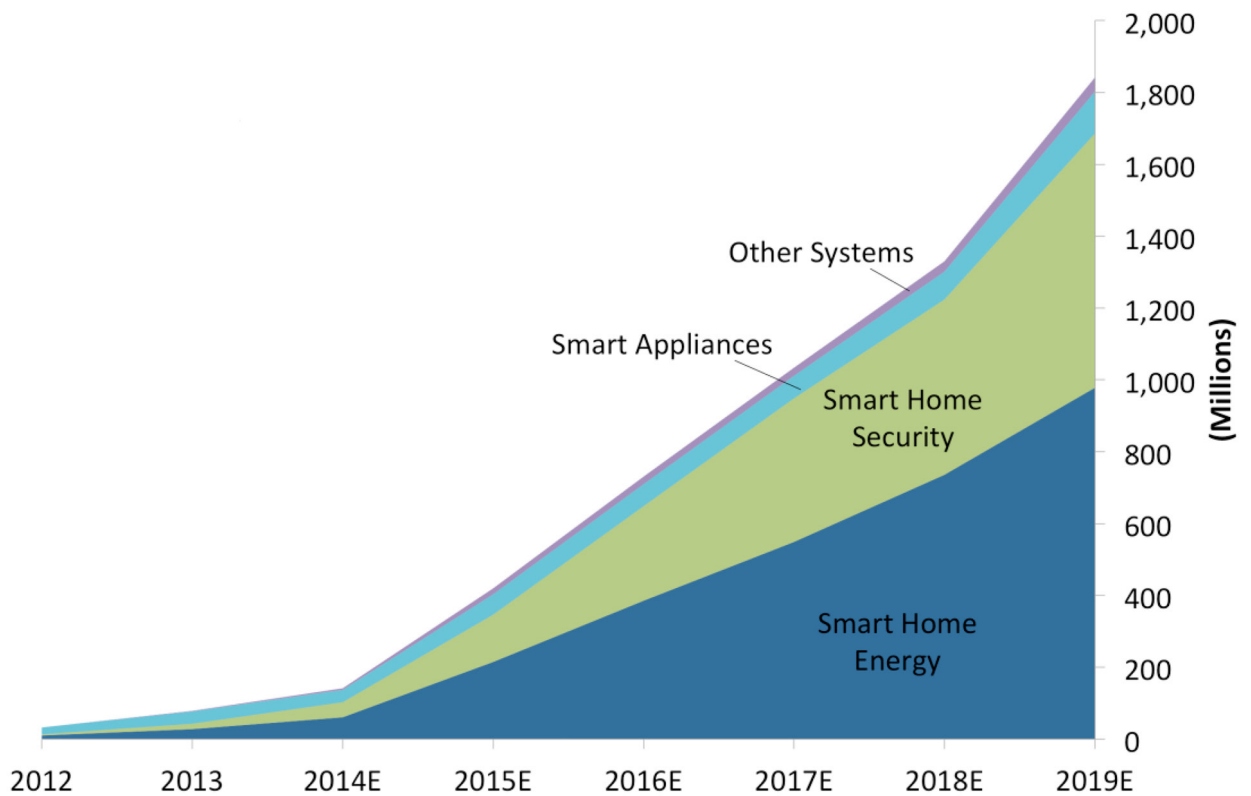 2,000
1,800
1,600
1,400
1,200
1,000
800
600
400
200
0
(Millions)
Other Systems
Smart Appliances
Smart Home
Security
Smart Home
Energy
2012
2013
2014E
2015E
2016E
2017E
2018E
2019E